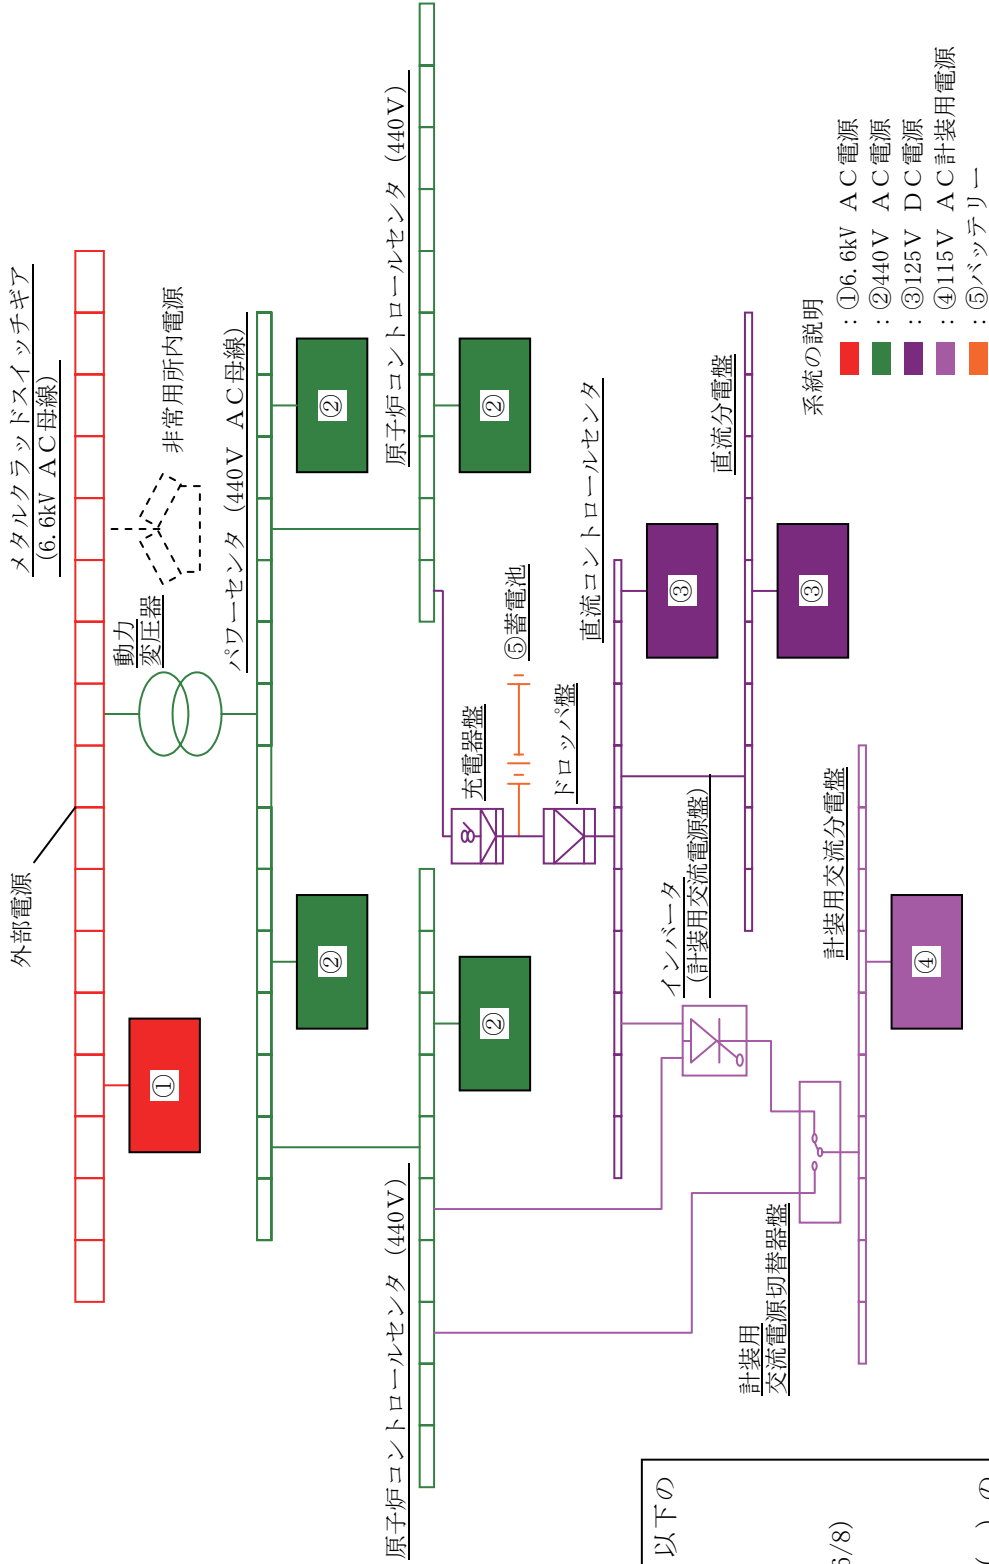 外部電源
メタルクラッドスイッチギア
(6.6kV AC母線)
①
動力
変圧器
非常用所内電源
パワーセンタ (440V AC母線)
②
②
原子炉コントロールセンタ (440V)
原子炉コントロールセンタ (440V)
②
②
充電器盤
⑤蓄電池
ドロッパ盤
直流コントロールセンタ
③
インバータ
(計装用交流電源盤)
直流分電盤
③
計装用
交流電源切替器盤
計装用交流分電盤
④
系統の説明
:①6.6kV AC電源
:②440V AC電源
:③125V DC電源
:④115V AC計装用電源
:⑤バッテリー
以下の
/8)
( ) の